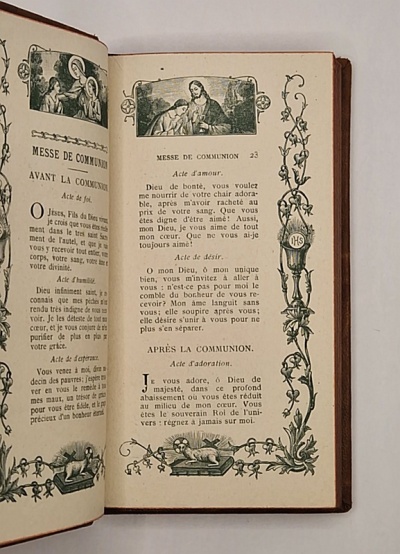 MESSE DE COMMUNION
AVANT LA COMMUNION
Acte de foi.
O Jésus, Fils du Dieu vivant,
je crois que vous êtes
ment dans le très saint
ment de l'autel, et que je
vais y recevoir tout entier,
corps, votre sang, votre âme
votre divinité.
Acte d'humilité.
Dieu infiniment saint, je
connais que mes péchés m'ont
rendu très indigne de vous
voir. Je les déteste de tout mon
cœur, et vous conjure de
purifier de plus en plus par
votre grâce.
Acte d'espérance.
Vous venez à moi, divin
decin des pauvres; j'espère
ver en vous le remède à
mes maux, un trésor de
pour vous être fidèle, et
précieux d'un bonheur éternel.
MESSE DE COMMUNION 23
Acte d'amour.
Dieu de bonté, vous voulez
me nourrir de votre chair adora-
ble, après m'avoir racheté au
prix de votre sang. Que vous
êtes digne d'être aimé! Aussi,
mon Dieu, je vous aime de tout
mon cœur. Que ne vous ai-je
toujours aimé!
Acte de désir.
O mon Dieu, ô mon unique
bien, vous m'invitez à aller à
vous : n'est-ce pas pour moi le
comble du bonheur de vous re-
cevoir? Mon âme languit sans
vous; elle soupire après vous;
elle désire s'unir à vous pour ne
plus s'en séparer.
APRÈS LA COMMUNION.
Acte d'adoration.
Je vous adore, ô Dieu de
majesté, dans ce profond
abaissement où vous êtes réduit
au milieu de mon cœur. Vous
êtes le souverain Roi de l'uni-
vers : régnez à jamais sur moi.
IHS